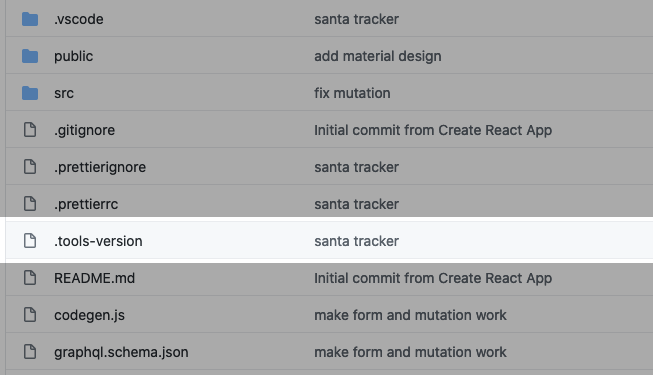 .vscode santa tracker
public add material design
src fix mutation
.gitignore Initial commit from Create React App
.prettierignore santa tracker
.prettierrc santa tracker
.tools-version santa tracker
README.md Initial commit from Create React App
codegen.js make form and mutation work
graphql.schema.json make form and mutation work